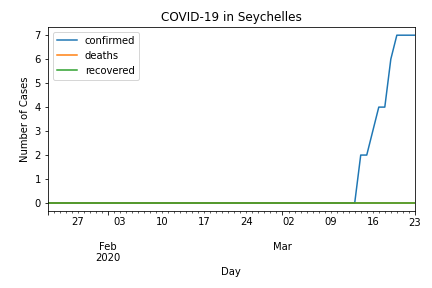 COVID-19 in Seychelles
confirmed
deaths
recovered
Number of Cases
7
6
5
4
3
2
1
0
27 03 10 17 24 02 09 16 23
Feb Mar
2020
Day